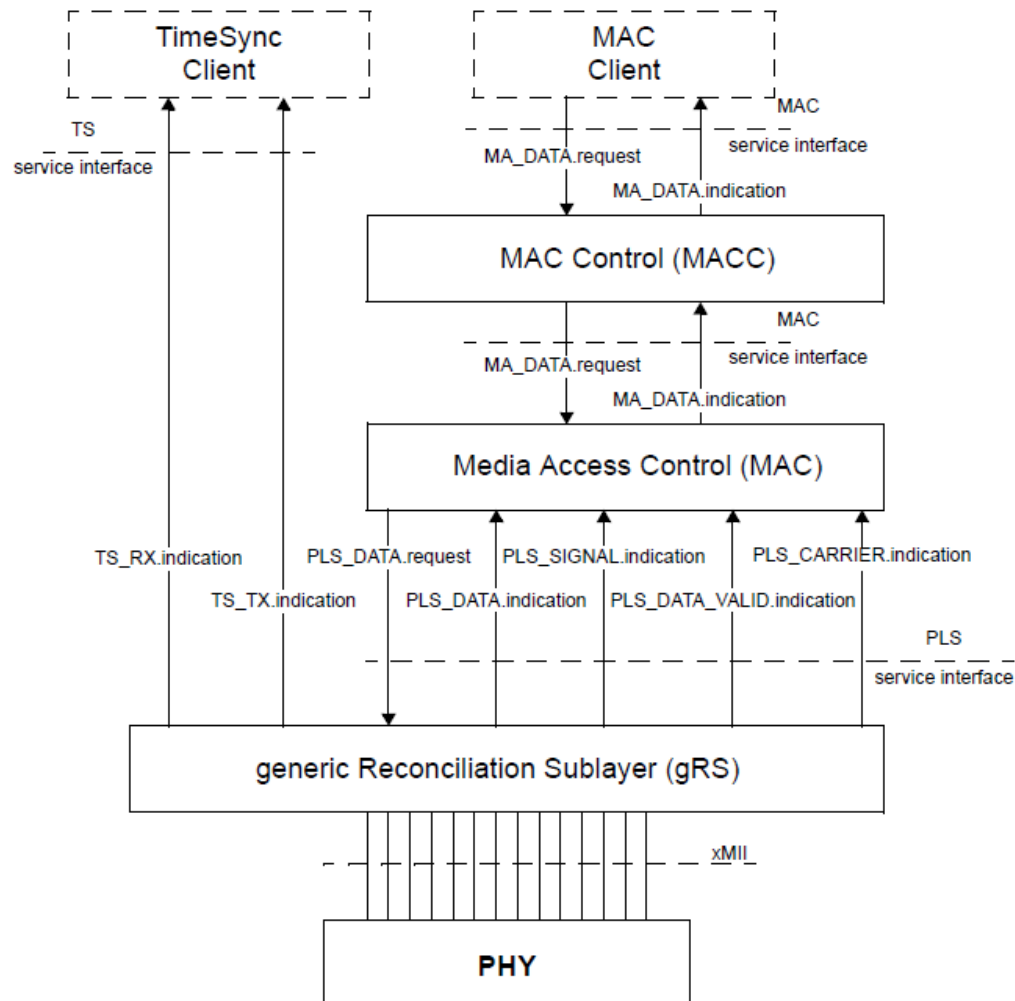 TimeSync
Client
MAC
Client
TS
service interface
MAC
service interface
MA_DATA.request
MA_DATA.indication
MAC Control (MACC)
MAC
service interface
MA_DATA.request
MA_DATA.indication
Media Access Control (MAC)
TS_RX.indication
PLS_DATA.request
PLS_SIGNAL.indication
PLS_CARRIER.indication
TS_TX.indication
PLS_DATA.indication
PLS_DATA_VALID.indication
PLS
service interface
generic Reconciliation Sublayer (gRS)
xMII
PHY